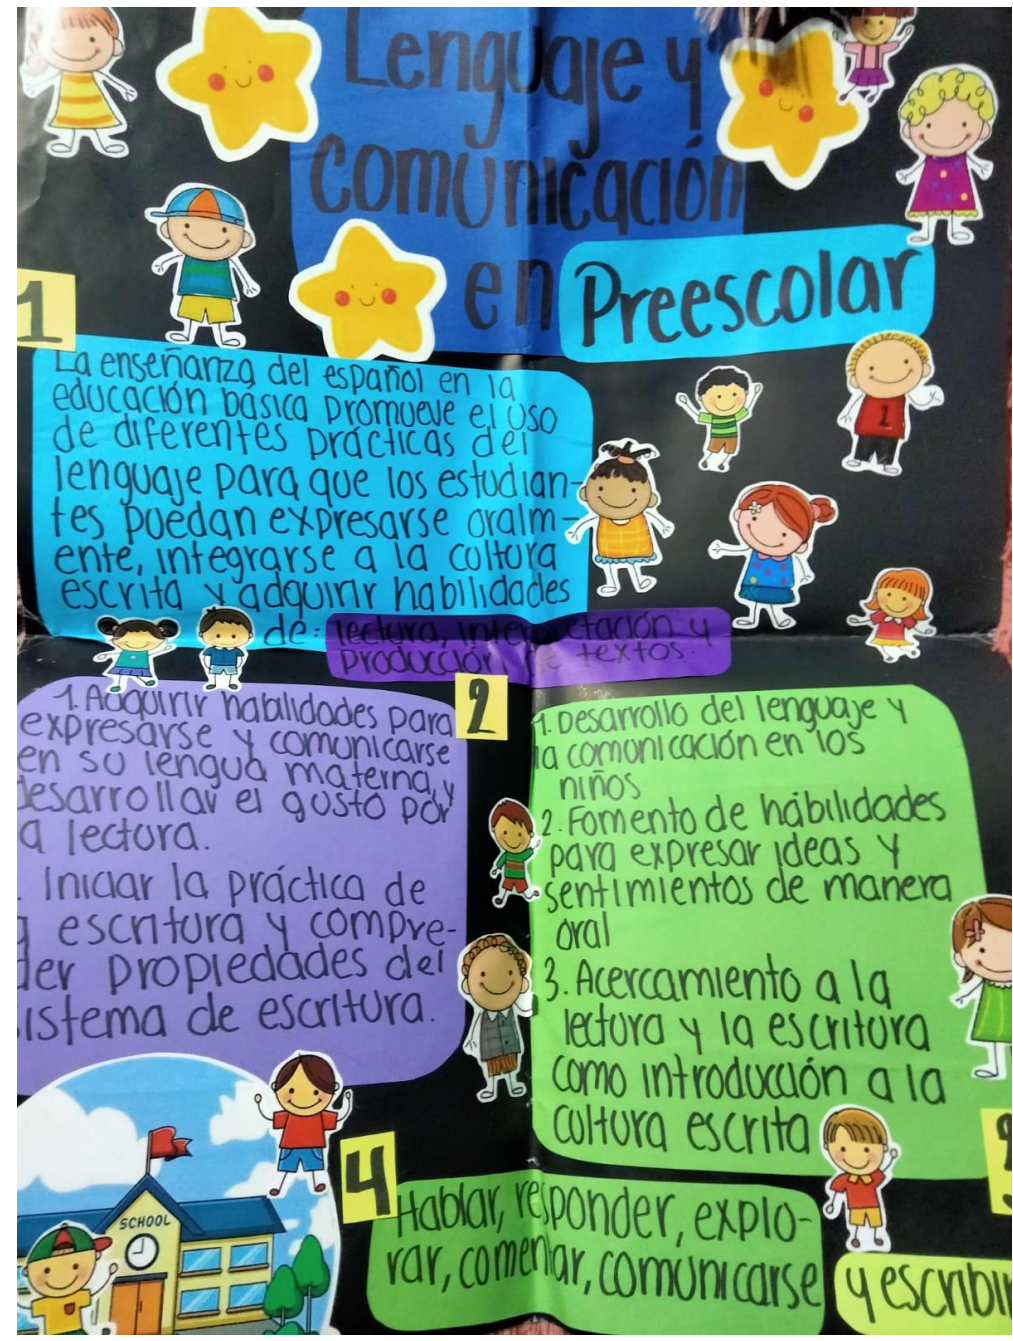 Lenguaje y
comunicación
en Preescolar
1
La enseñanza del español en la
educación básica promueve el uso
de diferentes prácticas del
lenguaje para que los estudian-
tes puedan expresarse oralm-
ente, integrarse a la cultura
escrita y adquirir habilidades
de: lectura, interpretación y
producción de textos.
2
1. Adquirir habilidades para
expresarse y comunicarse
en su lengua materna, y
desarrollar el gusto por
a lectura.
. Iniciar la práctica de
a escritura y compre-
der propiedades del
sistema de escritura.
1. Desarrollo del lenguaje y
la comunicación en los
niños
2. Fomento de habilidades
para expresar ideas y
sentimientos de manera
oral
3. Acercamiento a la
lectura y la escritura
como introducción a la
cultura escrita
1
SCHOOL
4
Hablar, responder, explo-
rar, comentar, comunicarse
y escribir